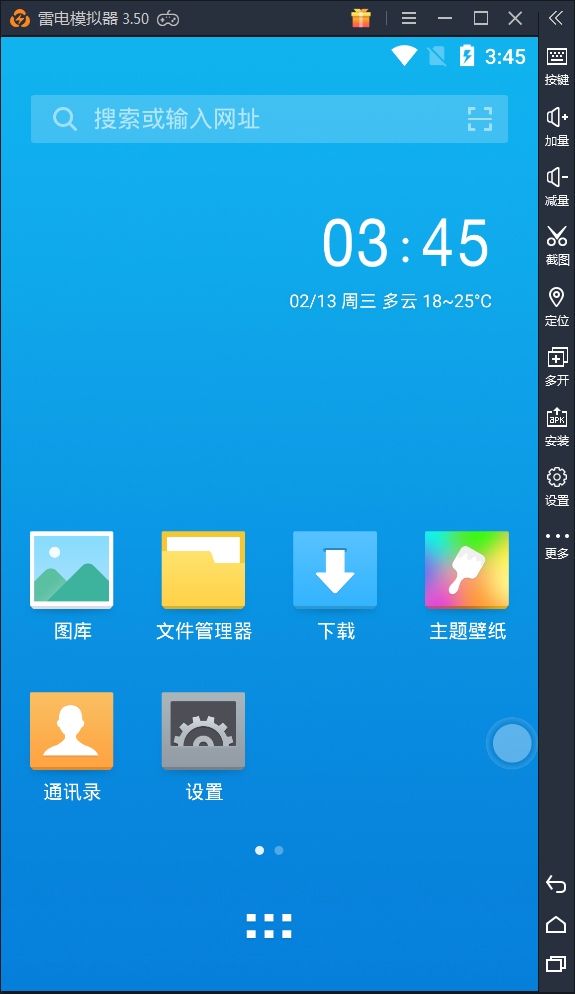 雷电模拟器 3.50
3:45
搜索或输入网址
03:45
02/13 周三 多云 18~25°C
图库
文件管理器
下载
主题壁纸
通讯录
设置
按键
加量
减量
截图
定位
多开
APK
安装
设置
更多